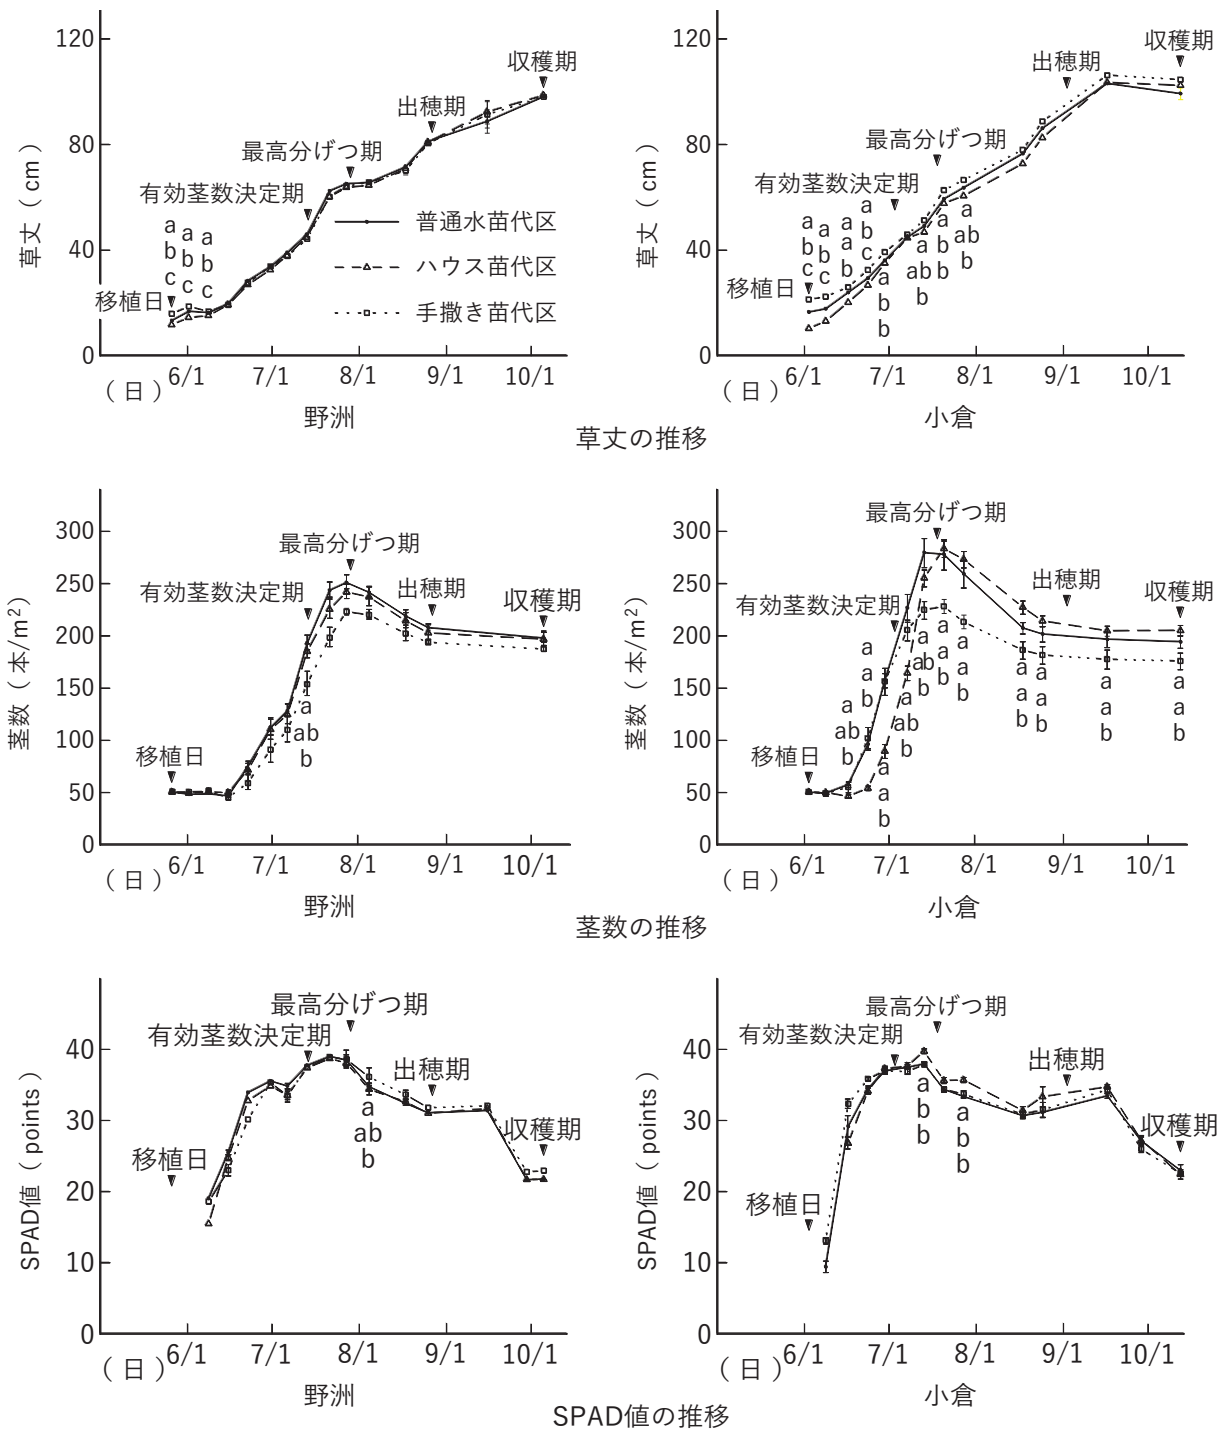 120
80
40
0
草丈（cm）
収穫期
出穂期
最高分げつ期
有効茎数決定期
移植日
a
b
c
a
b
c
a
b
c
普通水苗代区
ハウス苗代区
手撒き苗代区
（日）
6/1 7/1 8/1 9/1 10/1
野洲
120
80
40
0
草丈（cm）
収穫期
出穂期
最高分げつ期
有効茎数決定期
移植日
a
b
c
a
b
c
a
a
b
a
b
c
a
b
b
a
ab
b
a
b
b
a
ab
b
（日）
6/1 7/1 8/1 9/1 10/1
小倉
草丈の推移
300
250
200
150
100
50
0
茎数（本/m²）
最高分げつ期
有効茎数決定期
出穂期
収穫期
移植日
a
ab
b
（日）
6/1 7/1 8/1 9/1 10/1
野洲
300
250
200
150
100
50
0
茎数（本/m²）
最高分げつ期
有効茎数決定期
出穂期
収穫期
移植日
a
ab
b
a
a
b
a
a
b
a
ab
b
a
ab
b
a
a
b
a
a
b
a
a
b
a
a
b
a
a
b
a
a
b
（日）
6/1 7/1 8/1 9/1 10/1
小倉
茎数の推移
40
30
20
10
0
SPAD値（points）
最高分げつ期
有効茎数決定期
出穂期
収穫期
移植日
a
ab
b
（日）
6/1 7/1 8/1 9/1 10/1
野洲
40
30
20
10
0
SPAD値（points）
最高分げつ期
有効茎数決定期
出穂期
収穫期
移植日
a
b
b
a
b
b
（日）
6/1 7/1 8/1 9/1 10/1
小倉
SPAD値の推移